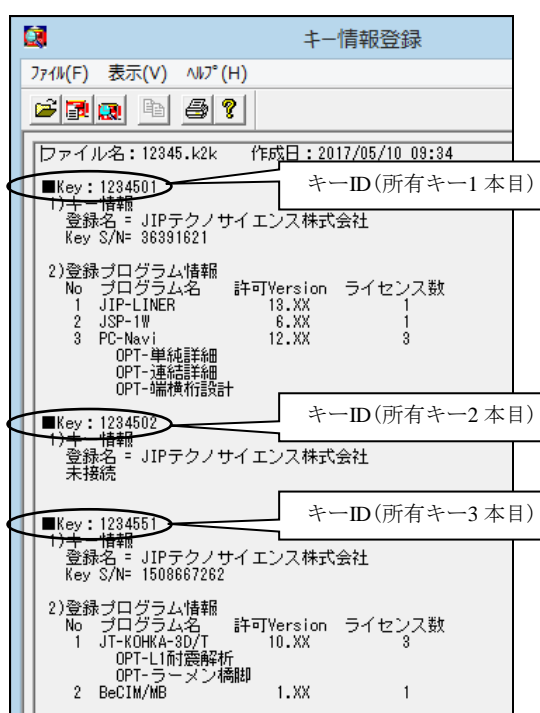 キー情報登録
ﾌｧｲﾙ(F) 表示(V) ﾍﾙﾌﾟ(H)
ファイル名：12345.k2k 作成日：2017/05/10 09:34
■Key：1234501
キーID（所有キー1 本目）
1)キー情報
登録名 = JIPテクノサイエンス株式会社
Key S/N= 36391621
2)登録プログラム情報
No プログラム名 許可Version ライセンス数
1 JIP-LINER 13.XX 1
2 JSP-1W 6.XX 1
3 PC-Navi 12.XX 3
OPT-単純詳細
OPT-連結詳細
OPT-端横桁設計
■Key：1234502
キーID（所有キー2 本目）
1)キー情報
登録名 = JIPテクノサイエンス株式会社
未接続
■Key：1234551
キーID（所有キー3 本目）
1)キー情報
登録名 = JIPテクノサイエンス株式会社
Key S/N= 1508667262
2)登録プログラム情報
No プログラム名 許可Version ライセンス数
1 JT-KOHKA-3D/T 10.XX 3
OPT-L1耐震解析
OPT-ラーメン橋脚
2 BeCIM/MB 1.XX 1